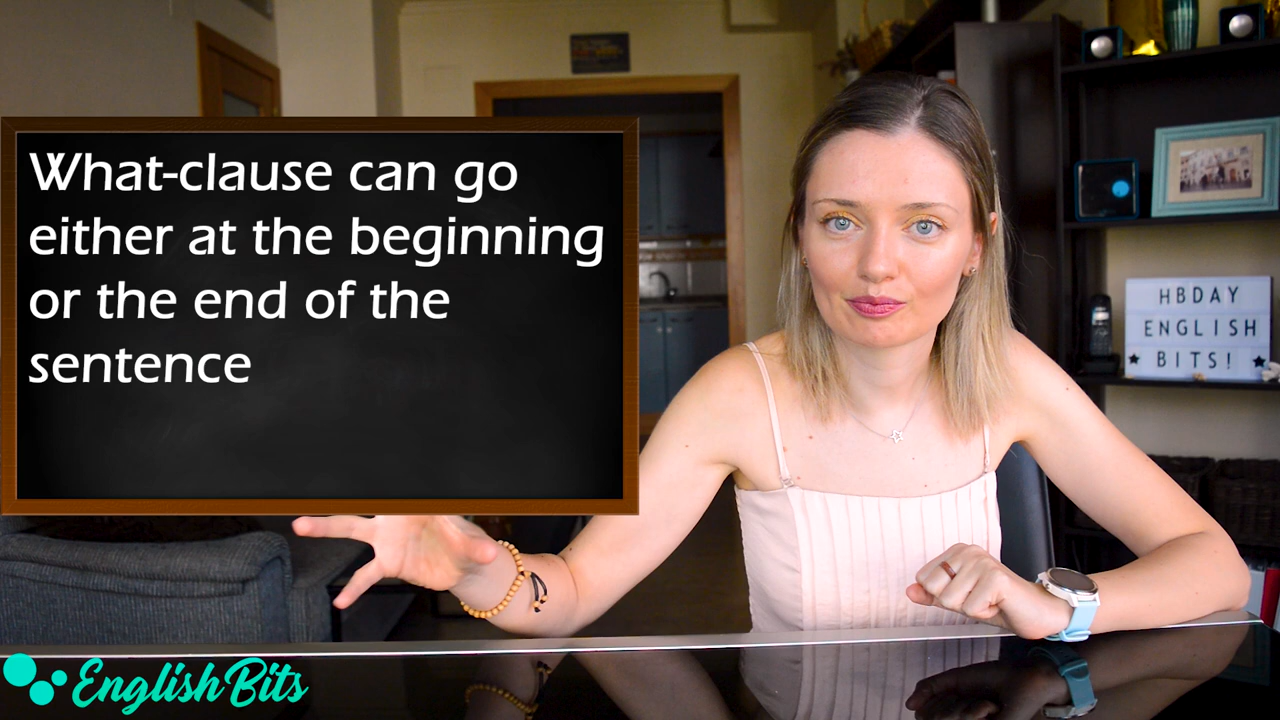 What-clause can go
either at the beginning
or the end of the
sentence
HBDAY
ENGLISH
BITS!
EnglishBits